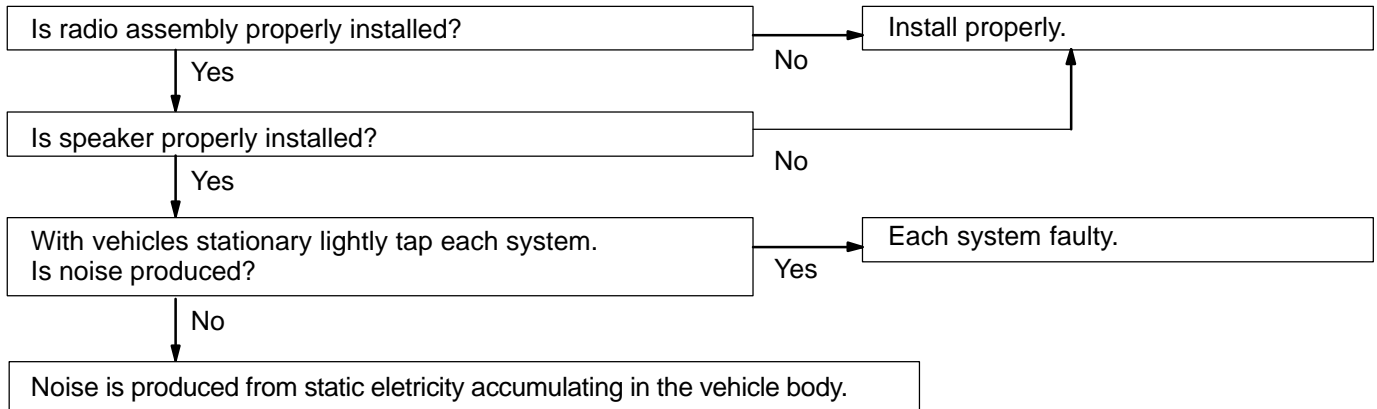 Is radio assembly properly installed?
Install properly.
No
Yes
Is speaker properly installed?
No
Yes
With vehicles stationary lightly tap each system.
Is noise produced?
Each system faulty.
Yes
No
Noise is produced from static eletricity accumulating in the vehicle body.